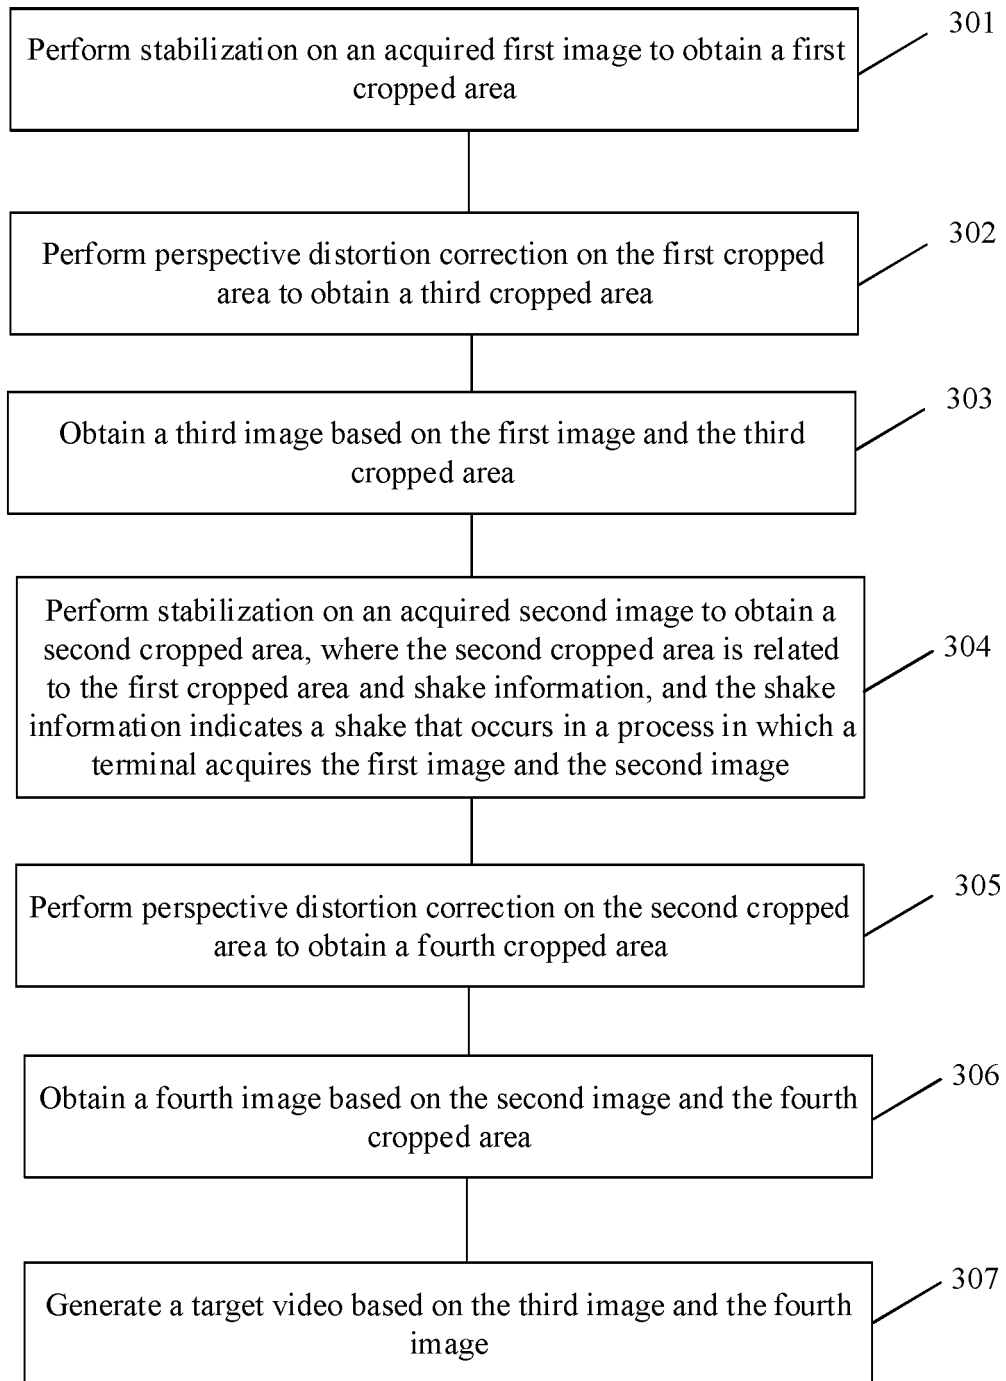 301
Perform stabilization on an acquired first image to obtain a first
cropped area
302
Perform perspective distortion correction on the first cropped
area to obtain a third cropped area
303
Obtain a third image based on the first image and the third
cropped area
304
Perform stabilization on an acquired second image to obtain a
second cropped area, where the second cropped area is related
to the first cropped area and shake information, and the shake
information indicates a shake that occurs in a process in which a
terminal acquires the first image and the second image
305
Perform perspective distortion correction on the second cropped
area to obtain a fourth cropped area
306
Obtain a fourth image based on the second image and the fourth
cropped area
307
Generate a target video based on the third image and the fourth
image